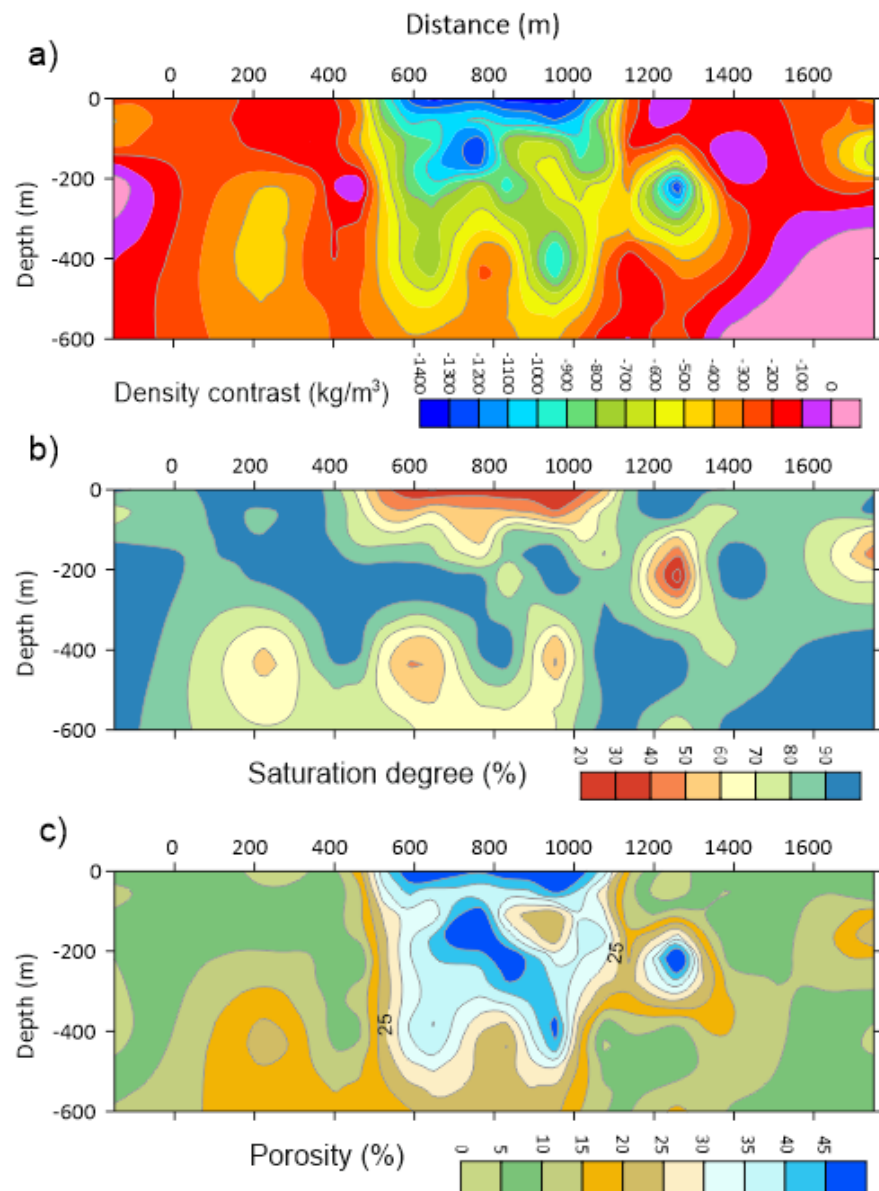 Distance (m)
a)
0 200 400 600 800 1000 1200 1400 1600
0
-200
-400
-600
Depth (m)
Density contrast (kg/m³)
-1400 -1300 -1200 -1100 -1000 -900 -800 -700 -600 -500 -400 -300 -200 -100 0
b)
0 200 400 600 800 1000 1200 1400 1600
0
-200
-400
-600
Depth (m)
Saturation degree (%)
20 30 40 50 60 70 80 90
c)
0 200 400 600 800 1000 1200 1400 1600
0
-200
-400
-600
Depth (m)
25
25
Porosity (%)
0 5 10 15 20 25 30 35 40 45